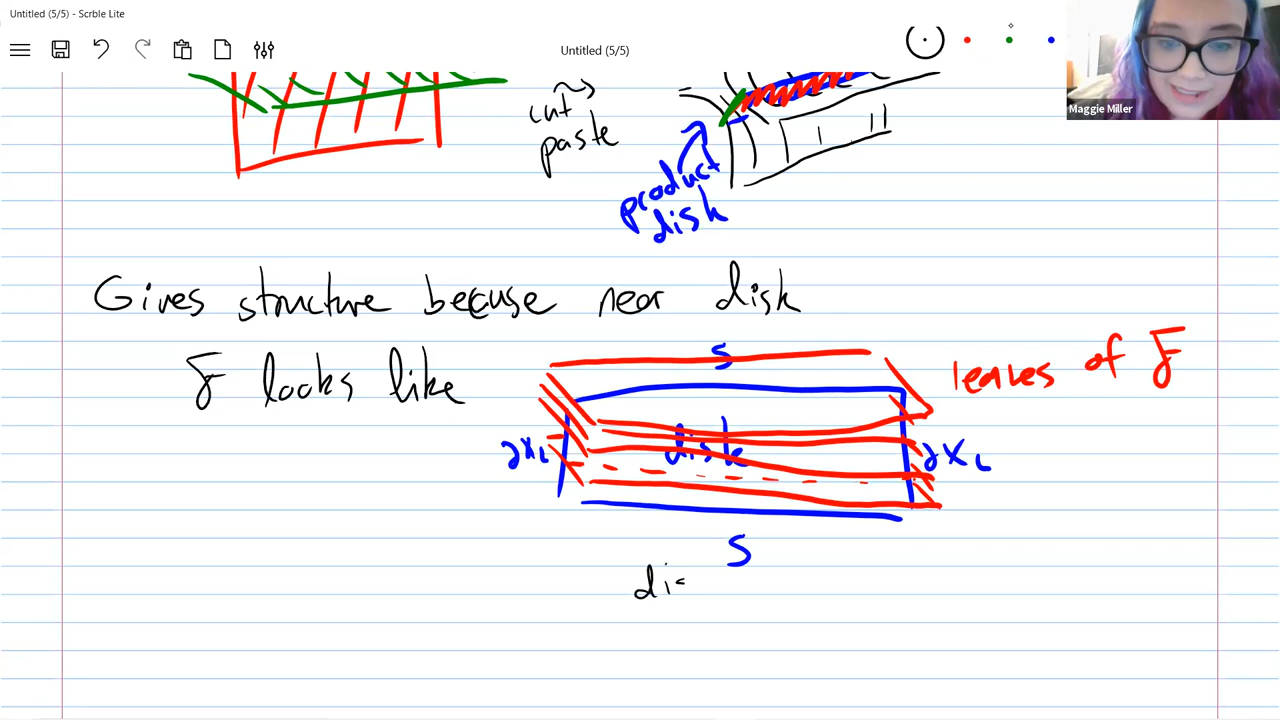 Untitled (5/5) - Scrble Lite
Untitled (5/5)
Maggie Miller
cut
paste
product
disk
Gives structure because near disk
F looks like
S
leaves of F
∂X_L
disk
∂X_L
S
dis